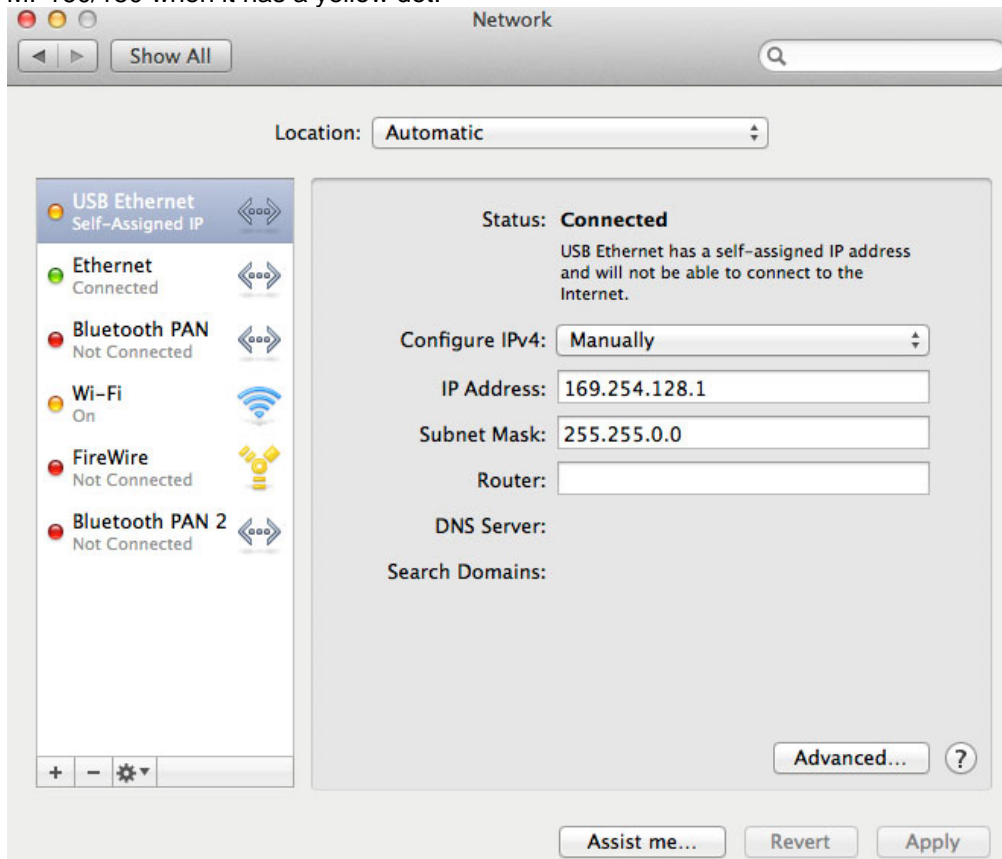 Network
Show All
Location: Automatic
USB Ethernet
Self-Assigned IP
Ethernet
Connected
Bluetooth PAN
Not Connected
Wi-Fi
On
FireWire
Not Connected
Bluetooth PAN 2
Not Connected
Status: Connected
USB Ethernet has a self-assigned IP address
and will not be able to connect to the
Internet.
Configure IPv4: Manually
IP Address: 169.254.128.1
Subnet Mask: 255.255.0.0
Router:
DNS Server:
Search Domains:
+ -
Advanced... ?
Assist me... Revert Apply